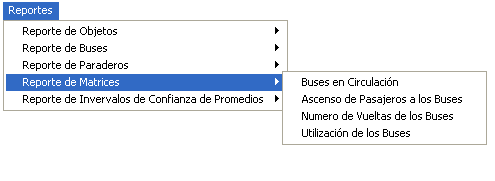 Reportes
Reporte de Objetos
Reporte de Buses
Reporte de Paraderos
Reporte de Matrices
Reporte de Invervalos de Confianza de Promedios
Buses en Circulación
Ascenso de Pasajeros a los Buses
Numero de Vueltas de los Buses
Utilización de los Buses